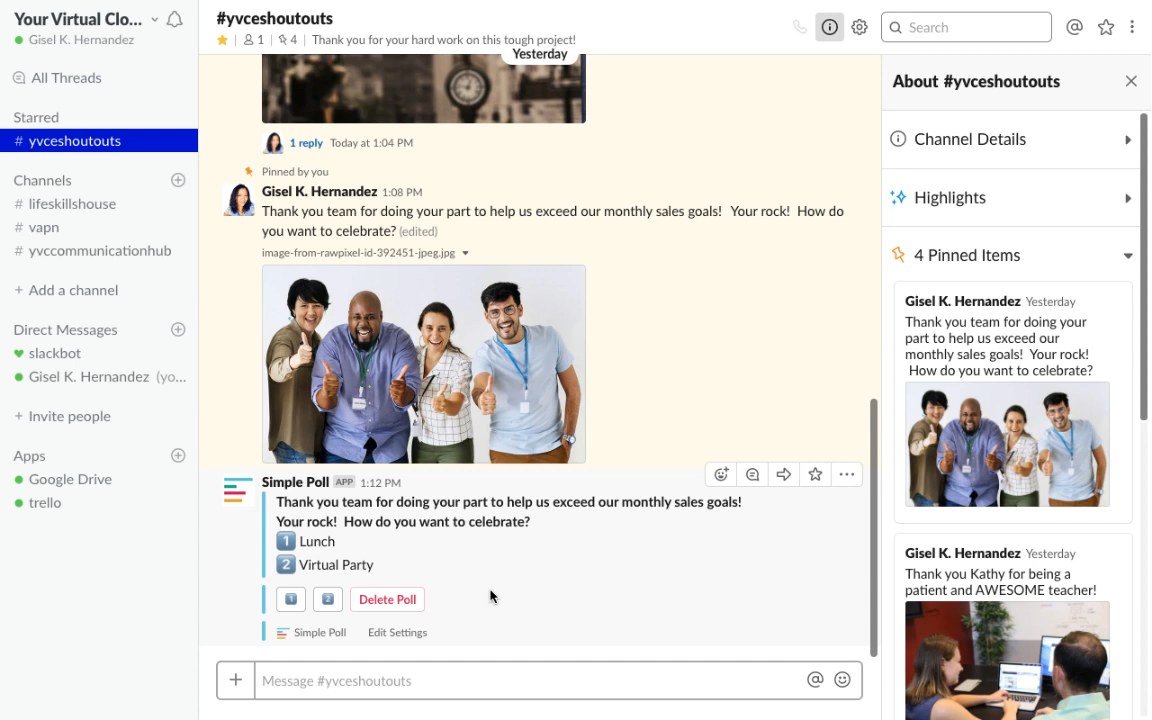 Your Virtual Clo...
Gisel K. Hernandez
All Threads
Starred
# yvceshoutouts
Channels
# lifeskillshouse
# vapn
# yvccommunicationhub
+ Add a channel
Direct Messages
slackbot
Gisel K. Hernandez (yo...
+ Invite people
Apps
Google Drive
trello
#yvceshoutouts
1 | 4 | Thank you for your hard work on this tough project!
Search
Yesterday
1 reply Today at 1:04 PM
Pinned by you
Gisel K. Hernandez 1:08 PM
Thank you team for doing your part to help us exceed our monthly sales goals! Your rock! How do
you want to celebrate? (edited)
image-from-rawpixel-id-392451-jpeg.jpg
Simple Poll APP 1:12 PM
Thank you team for doing your part to help us exceed our monthly sales goals!
Your rock! How do you want to celebrate?
1 Lunch
2 Virtual Party
1 2 Delete Poll
Simple Poll Edit Settings
+ Message #yvceshoutouts @
About #yvceshoutouts
Channel Details
Highlights
4 Pinned Items
Gisel K. Hernandez Yesterday
Thank you team for doing your
part to help us exceed our
monthly sales goals! Your rock!
How do you want to celebrate?
Gisel K. Hernandez Yesterday
Thank you Kathy for being a
patient and AWESOME teacher!